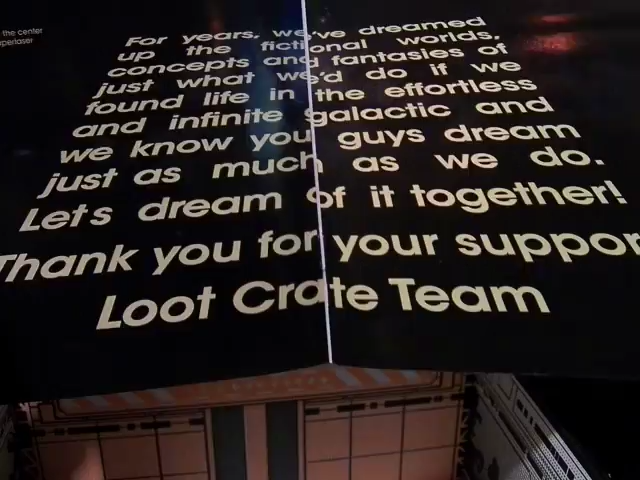 the center
superlaser
For years, we've dreamed
up the fictional worlds,
concepts and fantasies of
just what we'd do if we
found life in the effortless
and infinite galactic and
we know you guys dream
just as much as we do.
Lets dream of it together!
Thank you for your suppor
Loot Crate Team